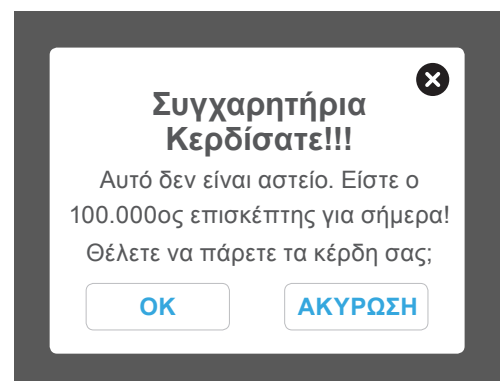 Συγχαρητήρια
Κερδίσατε!!!
Αυτό δεν είναι αστείο. Είστε ο
100.000ος επισκέπτης για σήμερα!
Θέλετε να πάρετε τα κέρδη σας;
ΟΚ ΑΚΥΡΩΣΗ